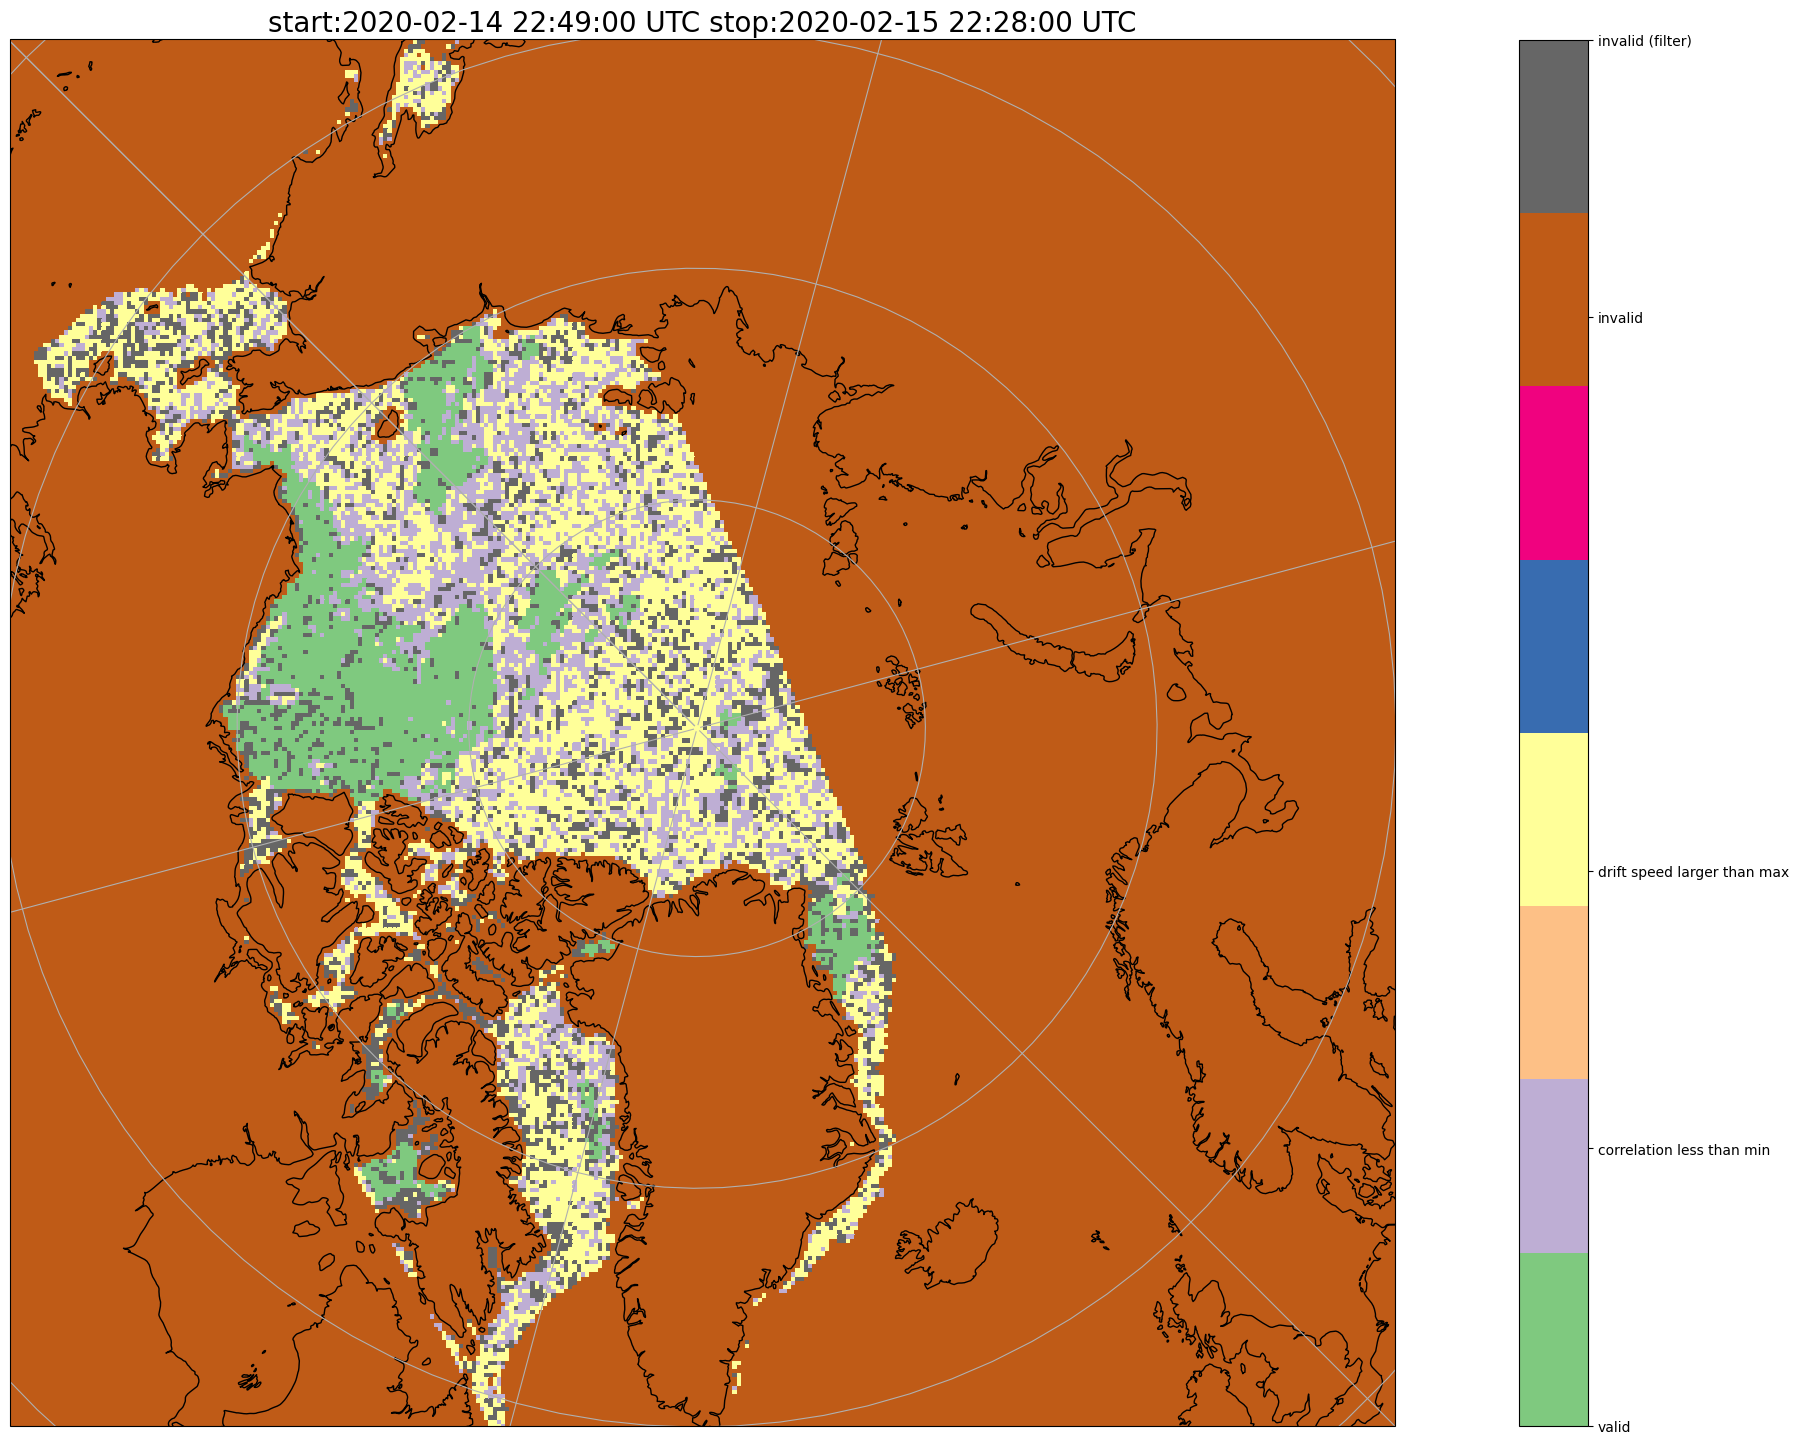 start:2020-02-14 22:49:00 UTC stop:2020-02-15 22:28:00 UTC
invalid (filter)
invalid
drift speed larger than max
correlation less than min
valid